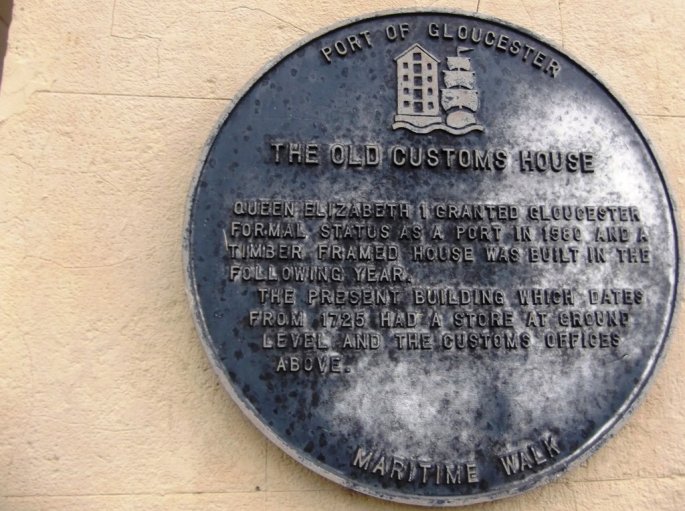 PORT OF GLOUCESTER
THE OLD CUSTOMS HOUSE
QUEEN ELIZABETH 1 GRANTED GLOUCESTER
FORMAL STATUS AS A PORT IN 1580 AND A
TIMBER FRAMED HOUSE WAS BUILT IN THE
FOLLOWING YEAR.
THE PRESENT BUILDING WHICH DATES
FROM 1725 HAD A STORE AT GROUND
LEVEL AND THE CUSTOMS OFFICES
ABOVE.
MARITIME WALK